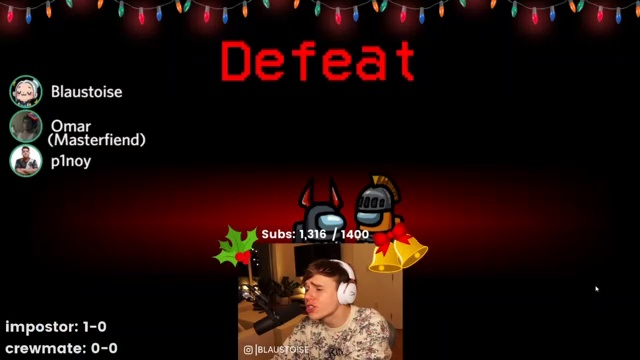 Defeat
Blaustoise
Omar
(Masterfiend)
p1noy
Subs: 1,316 / 1400
|BLAUSTOISE
impostor: 1-0
crewmate: 0-0